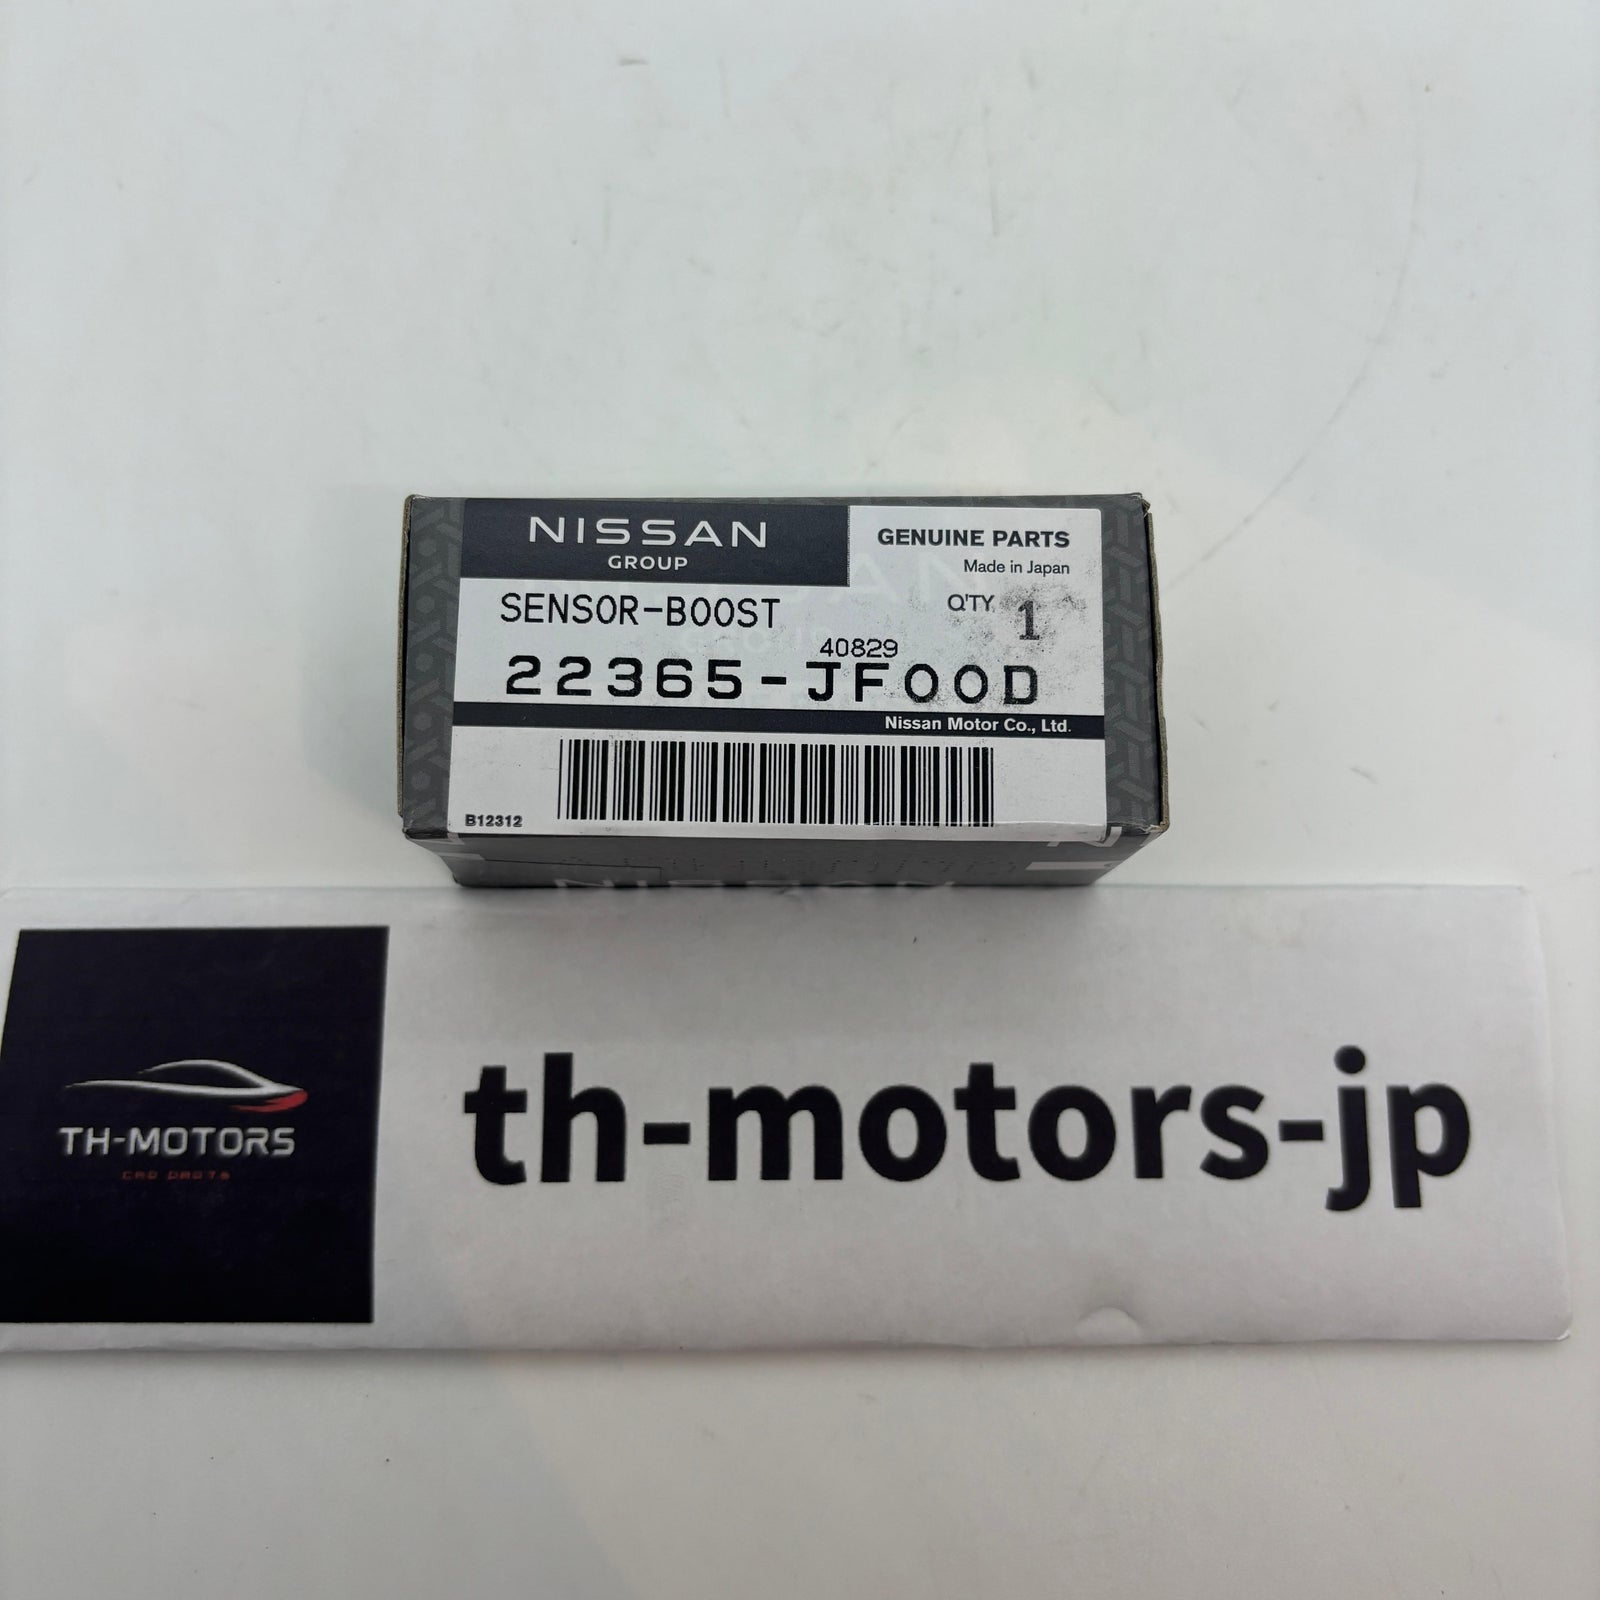 NISSAN
GROUP
GENUINE PARTS
Made in Japan
SENSOR-BOOST
Q'TY 1
40829
22365-JF00D
Nissan Motor Co., Ltd.
B12312
NISSAN
TH-MOTORS
th-motors-jp